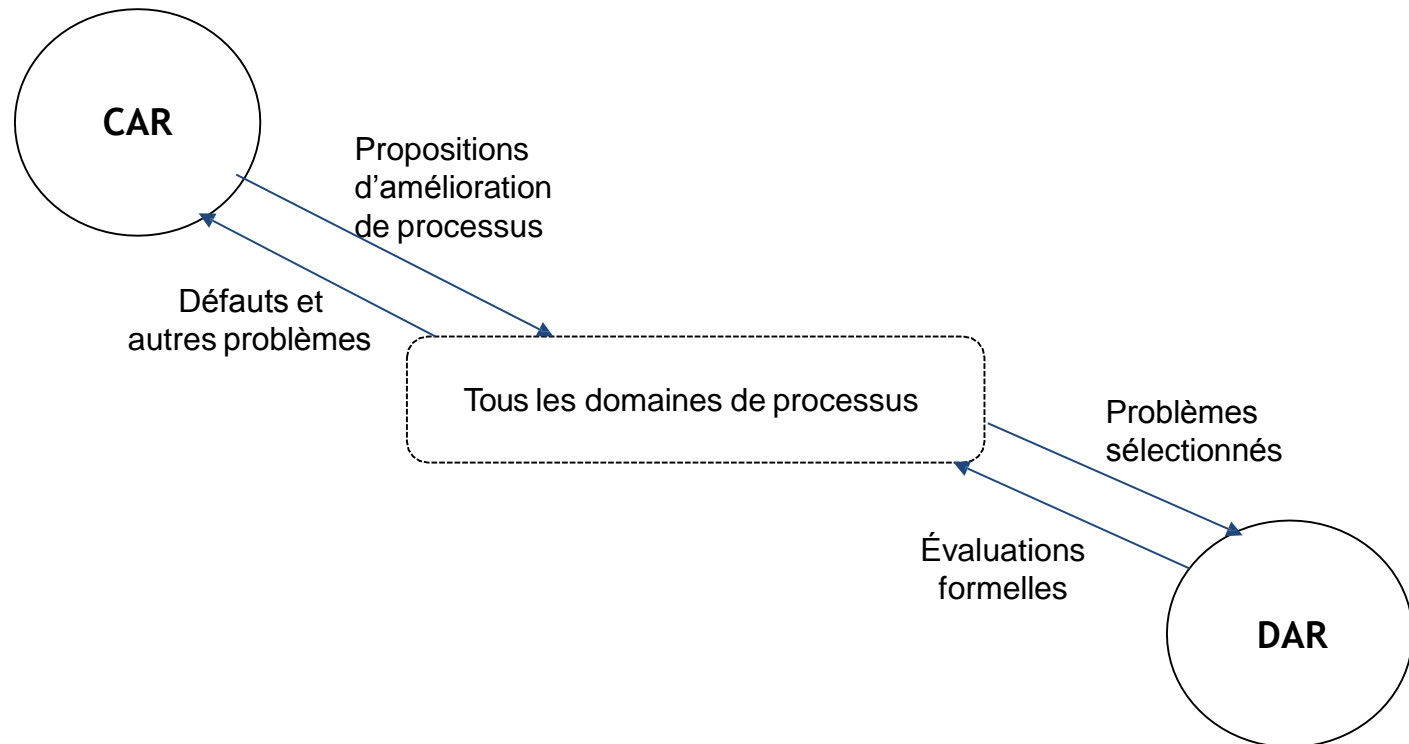 CAR
Propositions
d’amélioration
de processus
Défauts et
autres problèmes
Tous les domaines de processus
Problèmes
sélectionnés
Évaluations
formelles
DAR